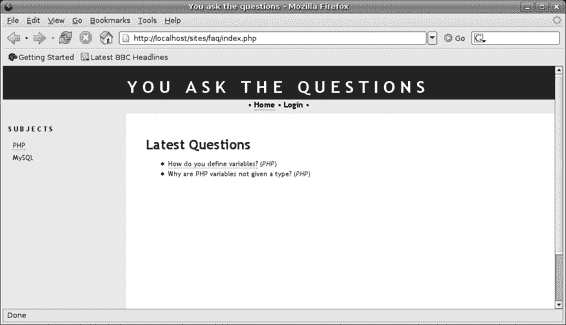 You ask the questions - Mozilla Firefox
File Edit View Go Bookmarks Tools Help
http://localhost/sites/faq/index.php
Go
G
Getting Started Latest BBC Headlines
YOU ASK THE QUESTIONS
• Home • Login •
SUBJECTS
PHP
MySQL
Latest Questions
How do you define variables? (PHP)
Why are PHP variables not given a type? (PHP)
Done